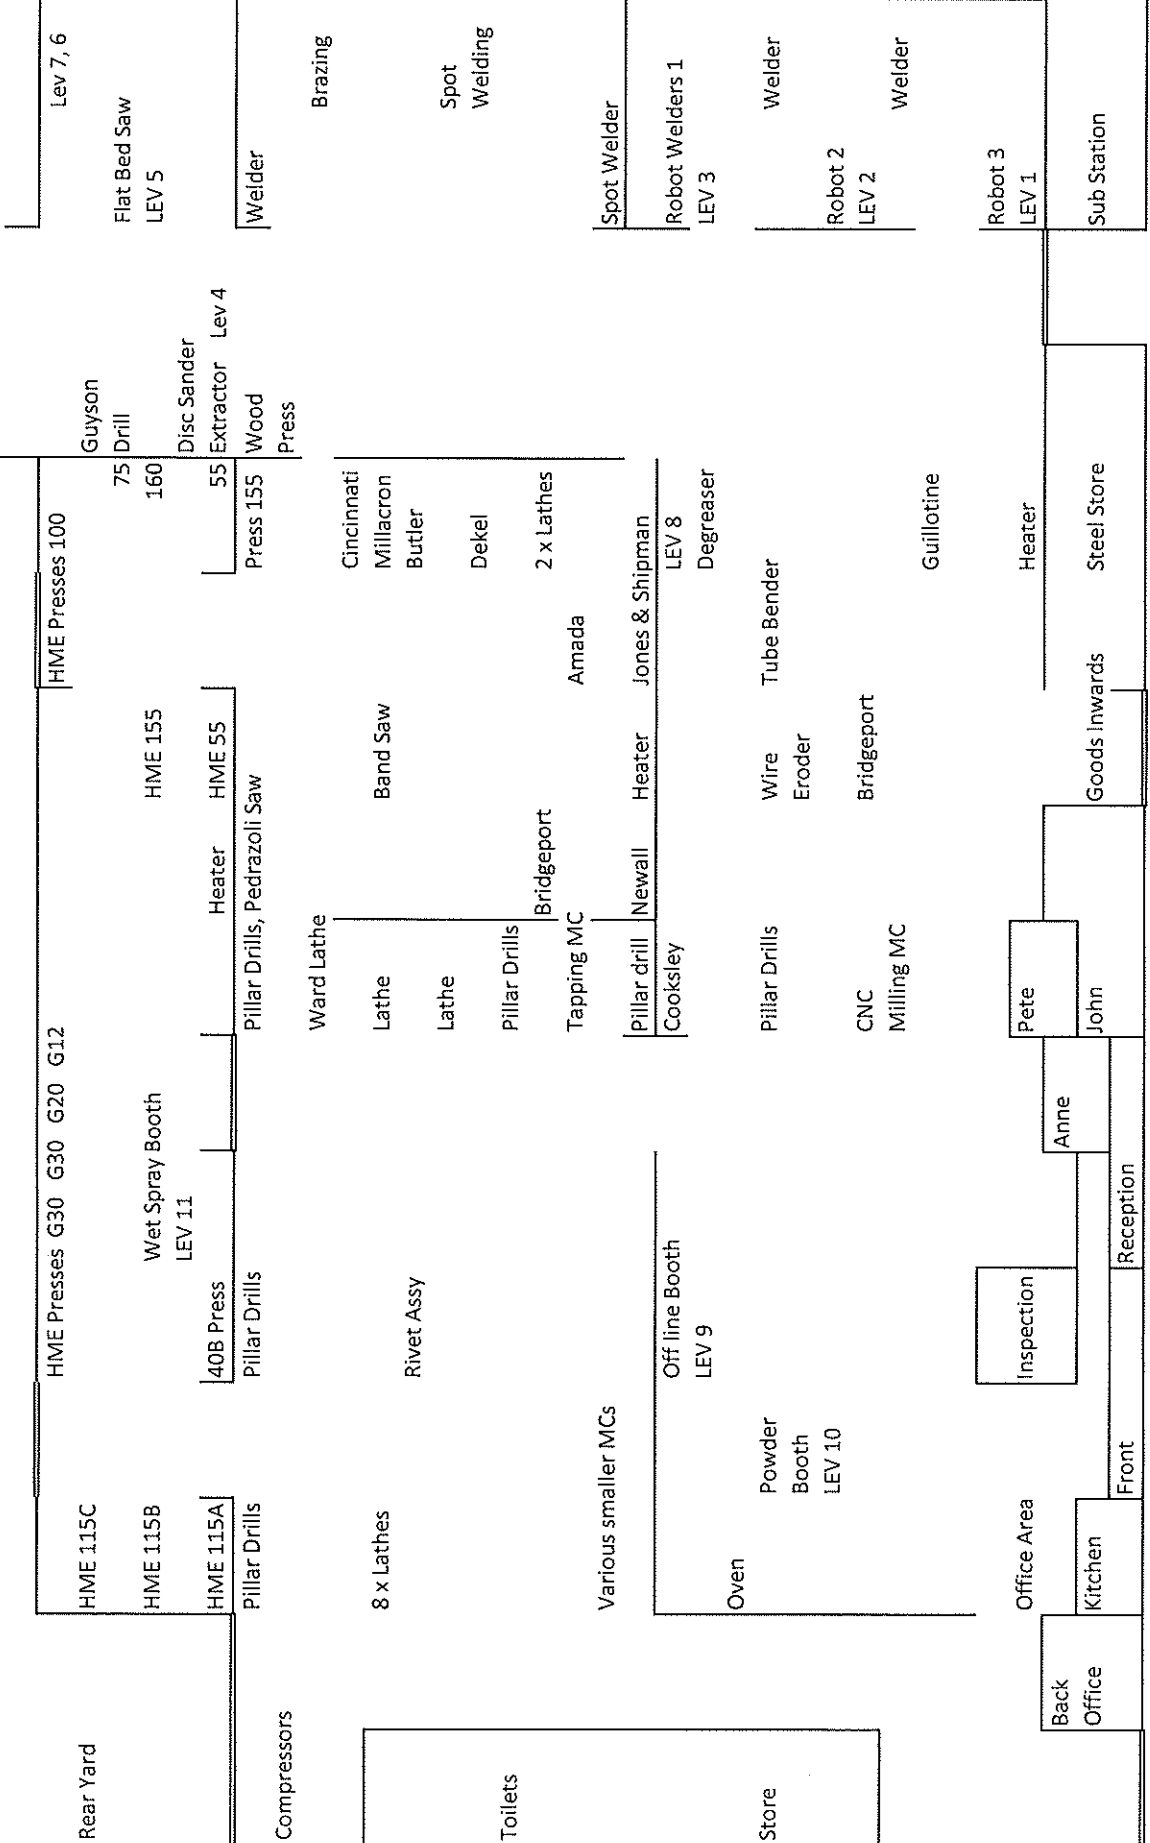 Rear Yard
HME 115C
HME 115B
HME 115A
HME Presses G30 G30 G20 G12
Wet Spray Booth
LEV 11
40B Press
Heater
HME 155
HME 55
HME Presses 100
75
160
55
Guyson
Drill
Disc Sander
Extractor Lev 4
Wood
Press
Lev 7, 6
Flat Bed Saw
LEV 5
Compressors
Pillar Drills
Pillar Drills
Pillar Drills, Pedrazoli Saw
Press 155
Welder
Brazing
Spot
Welding
Spot Welder
8 x Lathes
Rivet Assy
Various smaller MCs
Ward Lathe
Lathe
Lathe
Pillar Drills
Tapping MC
Pillar drill
Band Saw
Bridgeport
Newall
Heater
Amada
Jones & Shipman
Cincinnati
Millacron
Butler
Dekel
2 x Lathes
Toilets
Store
Oven
Powder
Booth
LEV 10
Off line Booth
LEV 9
Cooksley
Pillar Drills
CNC
Milling MC
Wire
Eroder
Bridgeport
Tube Bender
LEV 8
Degreaser
Guillotine
Heater
Robot Welders 1
LEV 3
Welder
Robot 2
LEV 2
Welder
Robot 3
LEV 1
Back
Office
Office Area
Kitchen
Front
Inspection
Reception
Anne
Pete
John
Goods Inwards
Steel Store
Sub Station